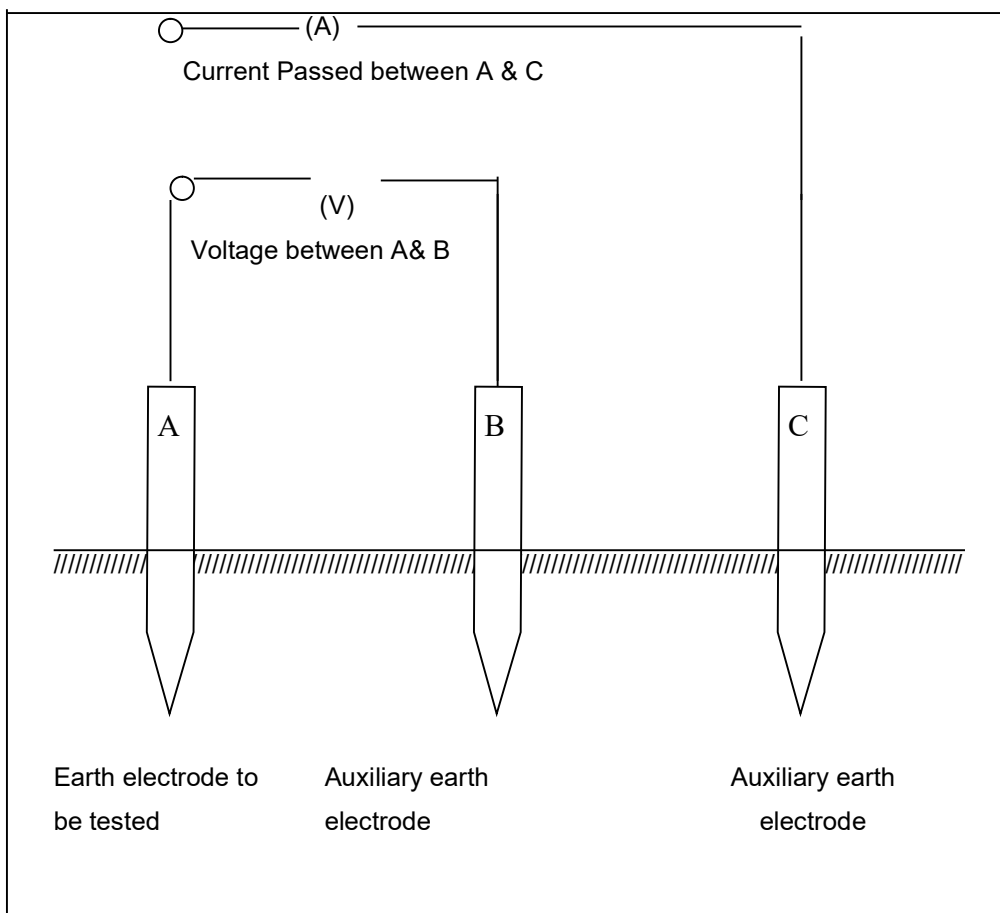 (A)
Current Passed between A & C
(V)
Voltage between A& B
A
B
C
Earth electrode to
be tested
Auxiliary earth
electrode
Auxiliary earth
electrode